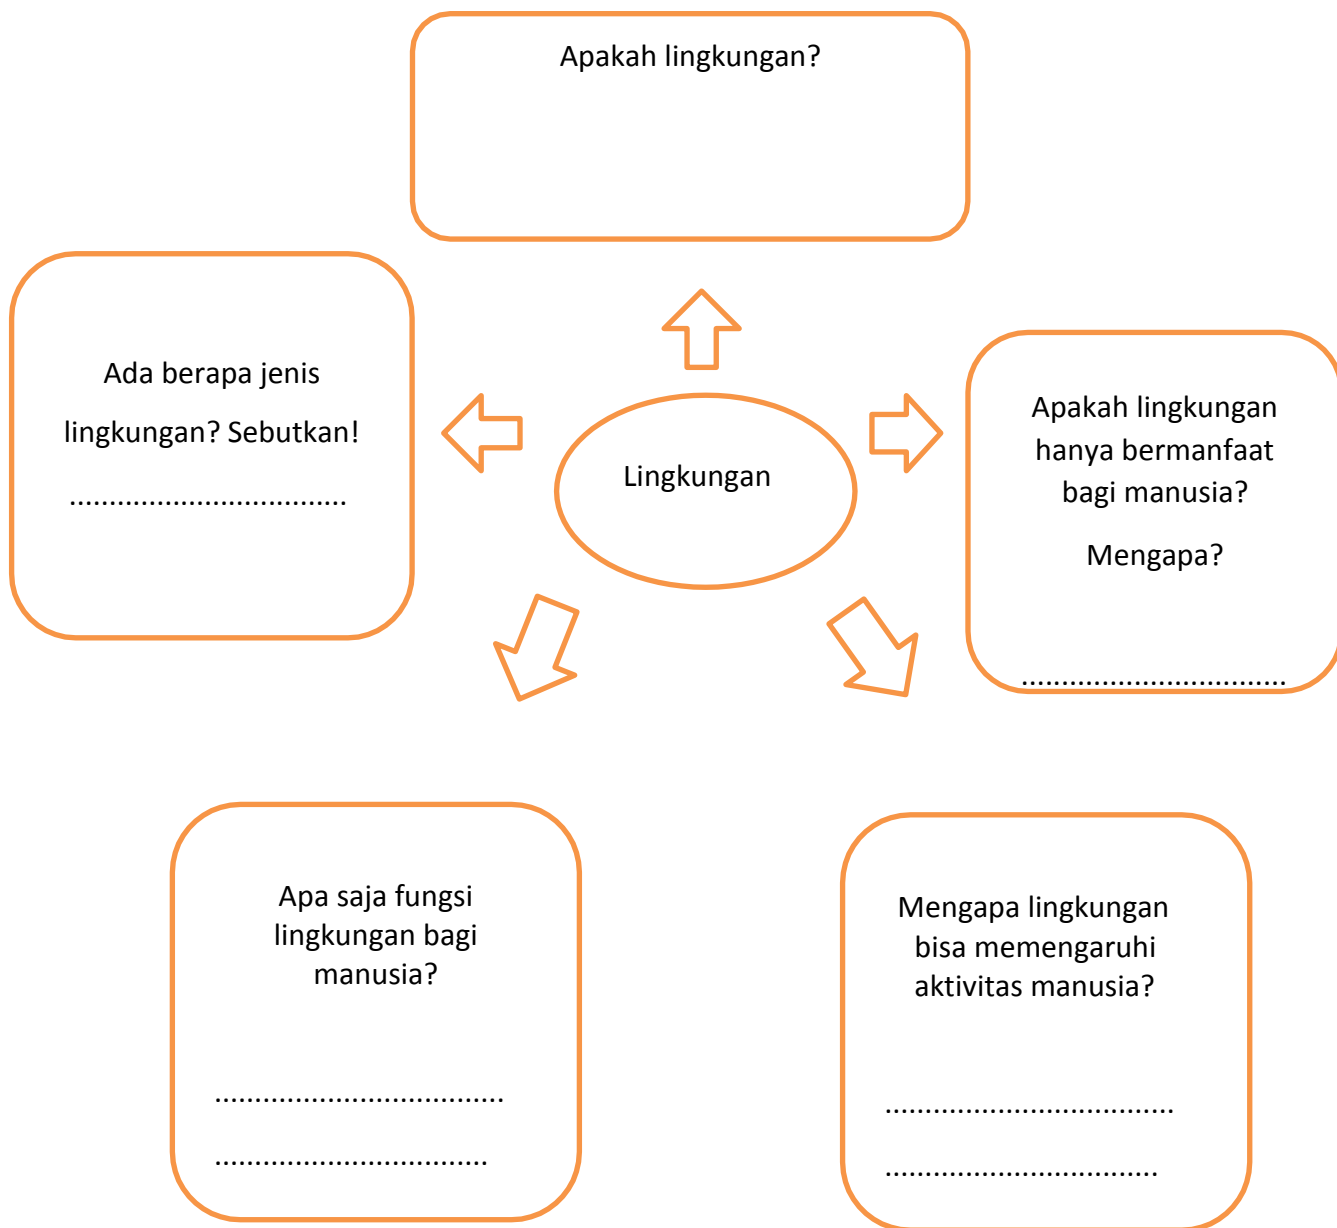 Apakah lingkungan?
Ada berapa jenis
lingkungan? Sebutkan!
...................................
Lingkungan
Apakah lingkungan
hanya bermanfaat
bagi manusia?
Mengapa?
.................................
Apa saja fungsi
lingkungan bagi
manusia?
....................................
..................................
Mengapa lingkungan
bisa memengaruhi
aktivitas manusia?
....................................
..................................